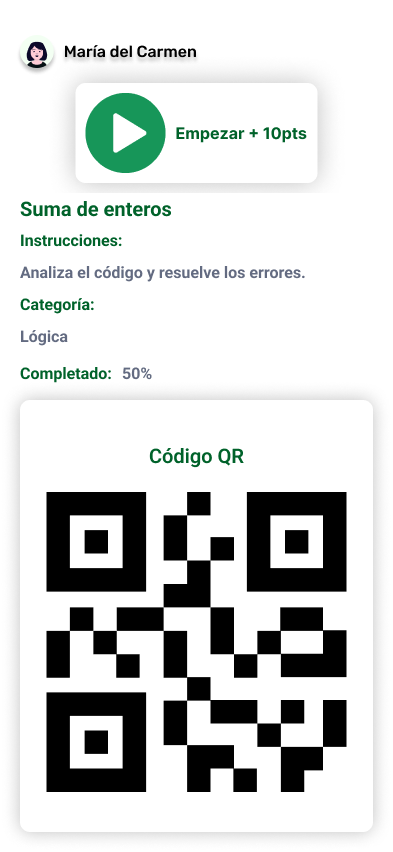 María del Carmen
Empezar + 10pts
Suma de enteros
Instrucciones:
Analiza el código y resuelve los errores.
Categoría:
Lógica
Completado: 50%
Código QR